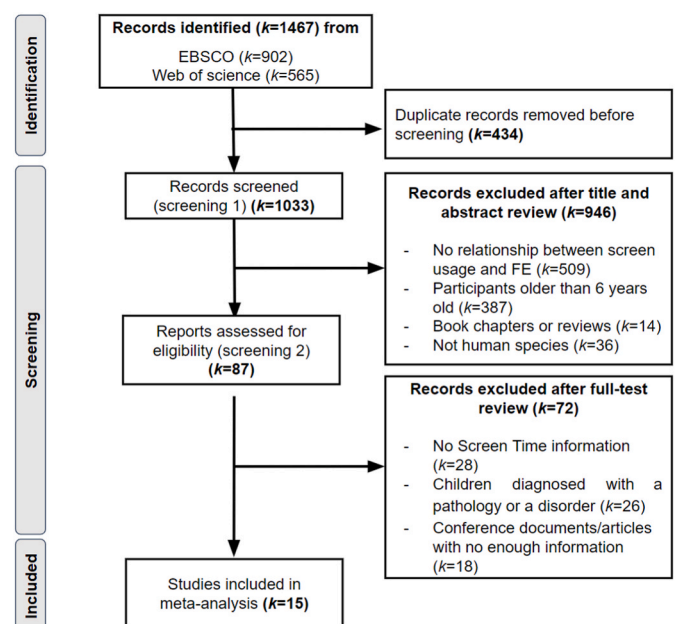 Identification
Records identified (k=1467) from
EBSCO (k=902)
Web of science (k=565)
Duplicate records removed before
screening (k=434)
Screening
Records screened
(screening 1) (k=1033)
Records excluded after title and
abstract review (k=946)
- No relationship between screen
usage and FE (k=509)
- Participants older than 6 years
old (k=387)
- Book chapters or reviews (k=14)
- Not human species (k=36)
Reports assessed for
eligibility (screening 2)
(k=87)
Records excluded after full-test
review (k=72)
- No Screen Time information
(k=28)
- Children diagnosed with a
pathology or a disorder (k=26)
- Conference documents/articles
with no enough information
(k=18)
Included
Studies included in
meta-analysis (k=15)